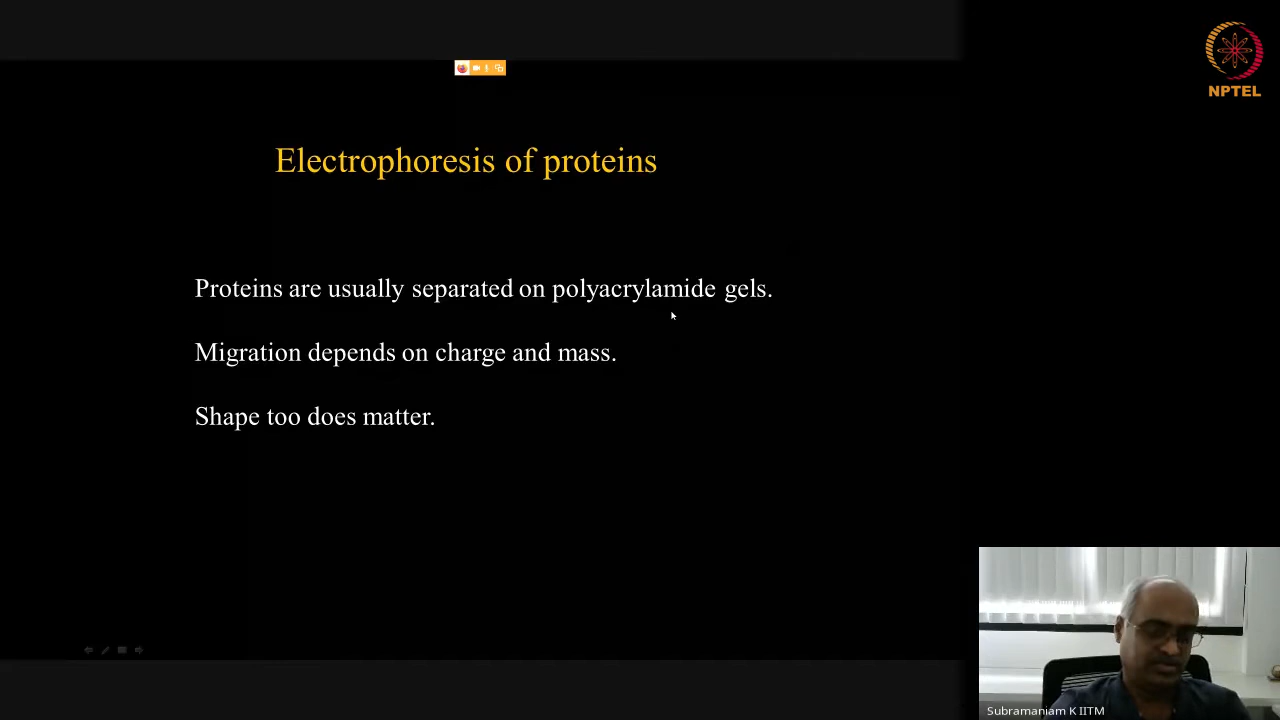 NPTEL
Electrophoresis of proteins
Proteins are usually separated on polyacrylamide gels.
Migration depends on charge and mass.
Shape too does matter.
Subramaniam K IITM